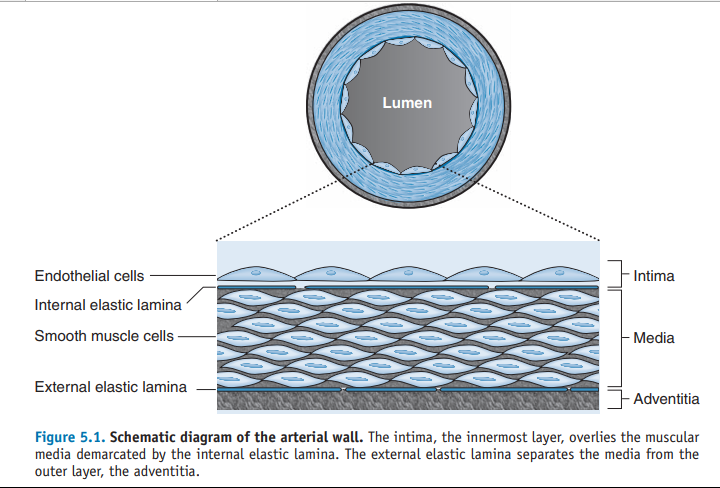 Lumen
Endothelial cells
Intima
Internal elastic lamina
Smooth muscle cells
Media
External elastic lamina
Adventitia
Figure 5.1. Schematic diagram of the arterial wall. The intima, the innermost layer, overlies the muscular
media demarcated by the internal elastic lamina. The external elastic lamina separates the media from the
outer layer, the adventitia.